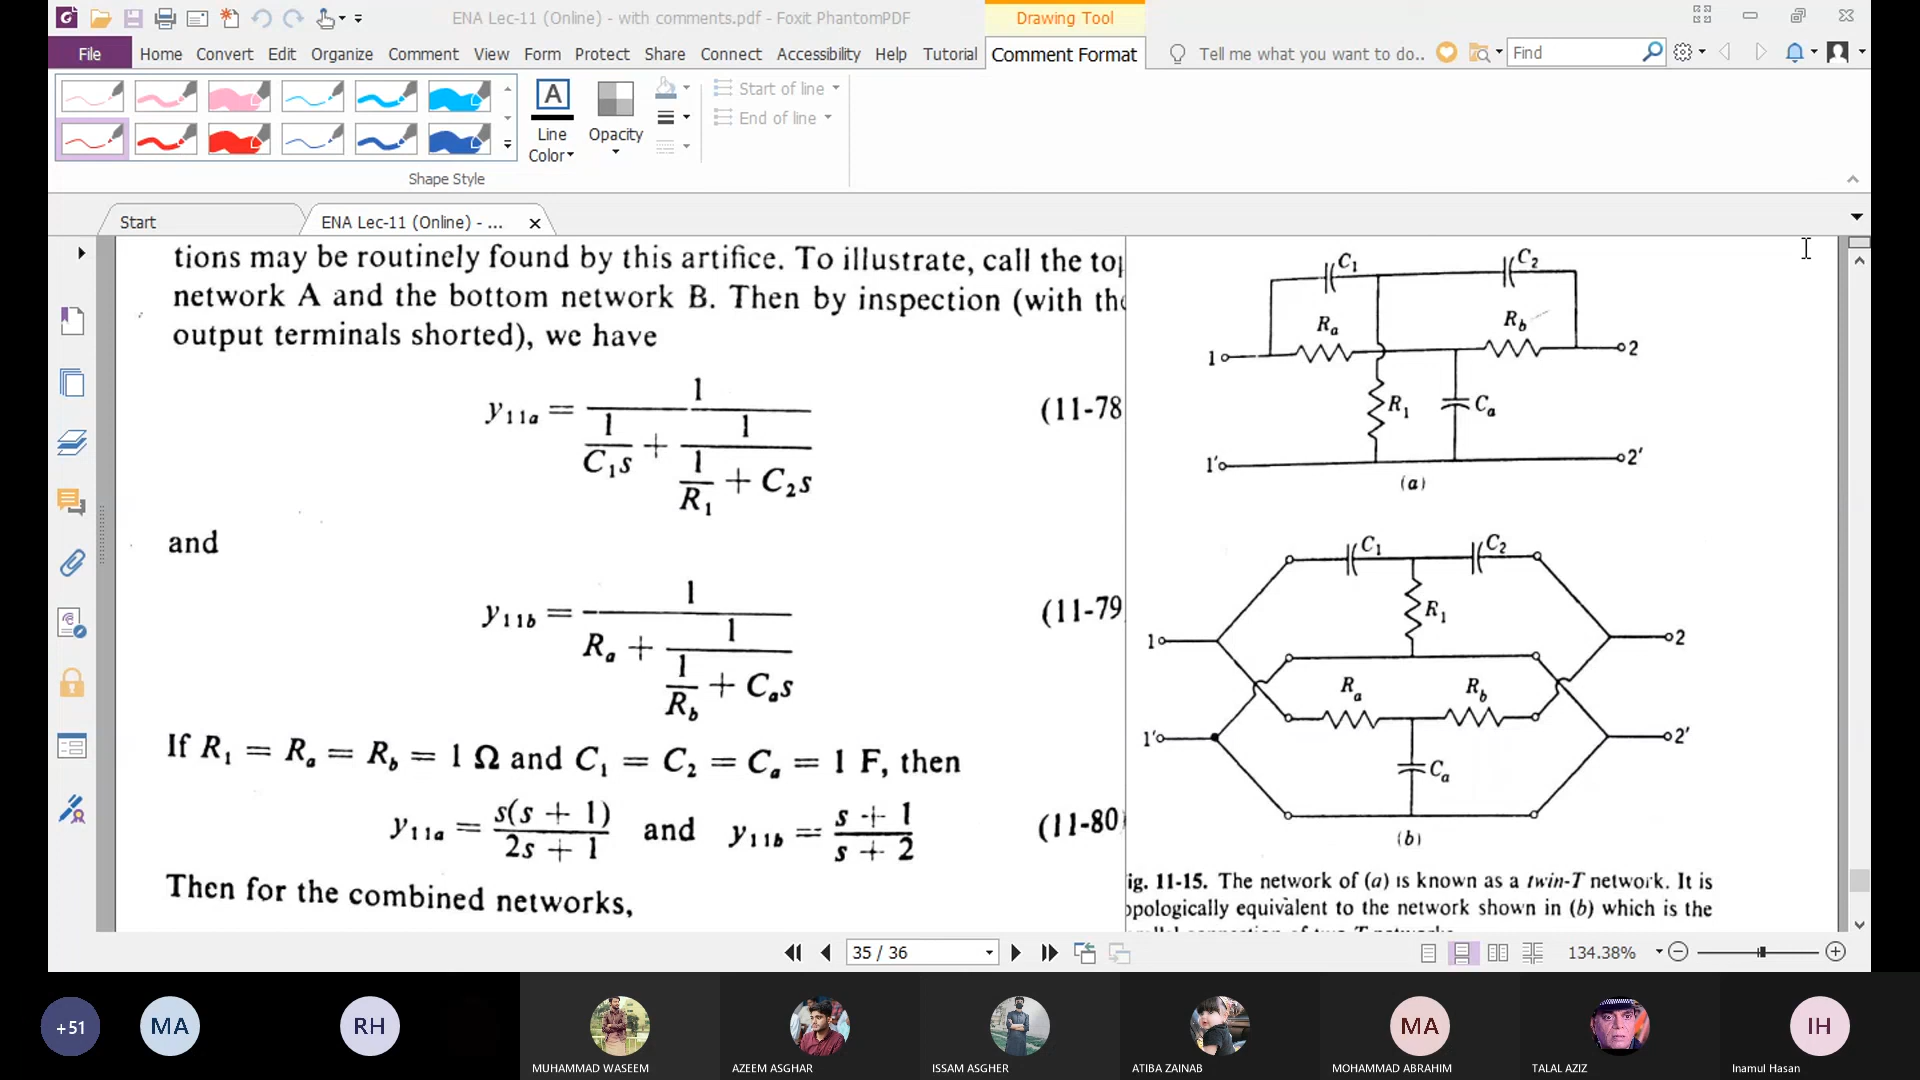 ENA Lec-11 (Online) - with comments.pdf - Foxit PhantomPDF
Drawing Tool
File Home Convert Edit Organize Comment View Form Protect Share Connect Accessibility Help Tutorial Comment Format Tell me what you want to do.. Find
A
Line Color
Opacity
Start of line
End of line
Shape Style
Start
ENA Lec-11 (Online) - ...
tions may be routinely found by this artifice. To illustrate, call the top
network A and the bottom network B. Then by inspection (with the
output terminals shorted), we have
y₁₁ₐ = 1 / (1/C₁s + 1/(1/R₁ + C₂s)) (11-78
and
y₁₁b = 1 / (Rₐ + 1/(1/Rb + Cₐs)) (11-79
If R₁ = Rₐ = Rb = 1 Ω and C₁ = C₂ = Cₐ = 1 F, then
y₁₁ₐ = s(s + 1) / 2s + 1 and y₁₁b = s + 1 / s + 2 (11-80)
Then for the combined networks,
C₁ C₂
Rₐ Rb
1 2
R₁ Cₐ
1' 2'
(a)
C₁ C₂
R₁
1 2
Rₐ Rb
1' 2'
Cₐ
(b)
ig. 11-15. The network of (a) is known as a twin-T network. It is
opologically equivalent to the network shown in (b) which is the
35 / 36
134.38%
+51
MA
RH
MUHAMMAD WASEEM
AZEEM ASGHAR
ISSAM ASGHER
ATIBA ZAINAB
MA
MOHAMMAD ABRAHIM
TALAL AZIZ
IH
Inamul Hasan